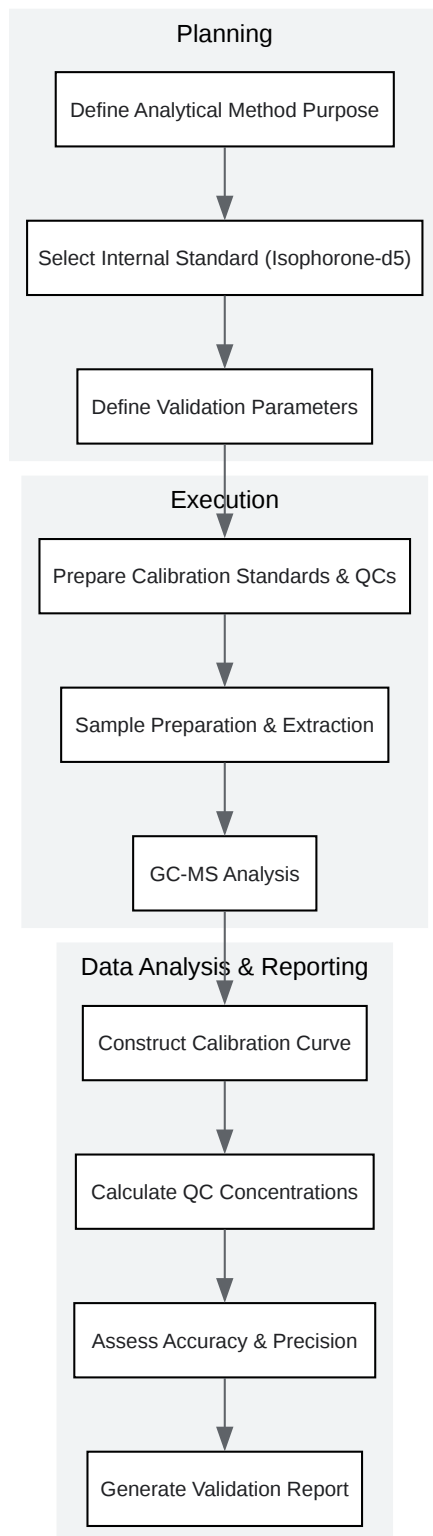 Planning
Define Analytical Method Purpose
Select Internal Standard (Isophorone-d5)
Define Validation Parameters
Execution
Prepare Calibration Standards & QCs
Sample Preparation & Extraction
GC-MS Analysis
Data Analysis & Reporting
Construct Calibration Curve
Calculate QC Concentrations
Assess Accuracy & Precision
Generate Validation Report